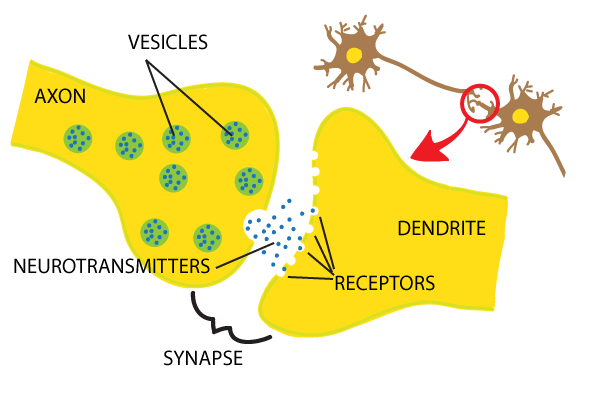 VESICLES
AXON
DENDRITE
NEUROTRANSMITTERS
RECEPTORS
SYNAPSE